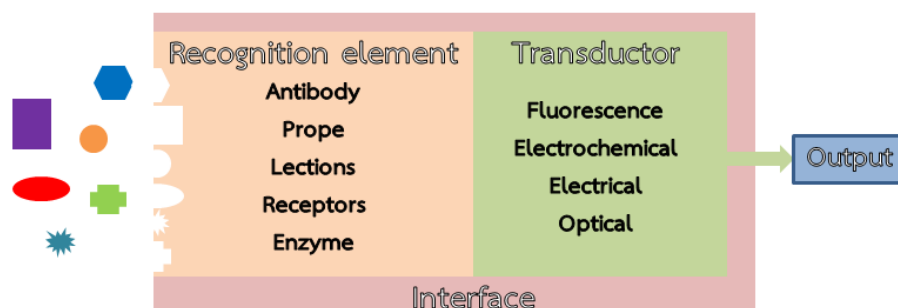 Recognition element
Antibody
Prope
Lections
Receptors
Enzyme
Transductor
Fluorescence
Electrochemical
Electrical
Optical
Output
Interface